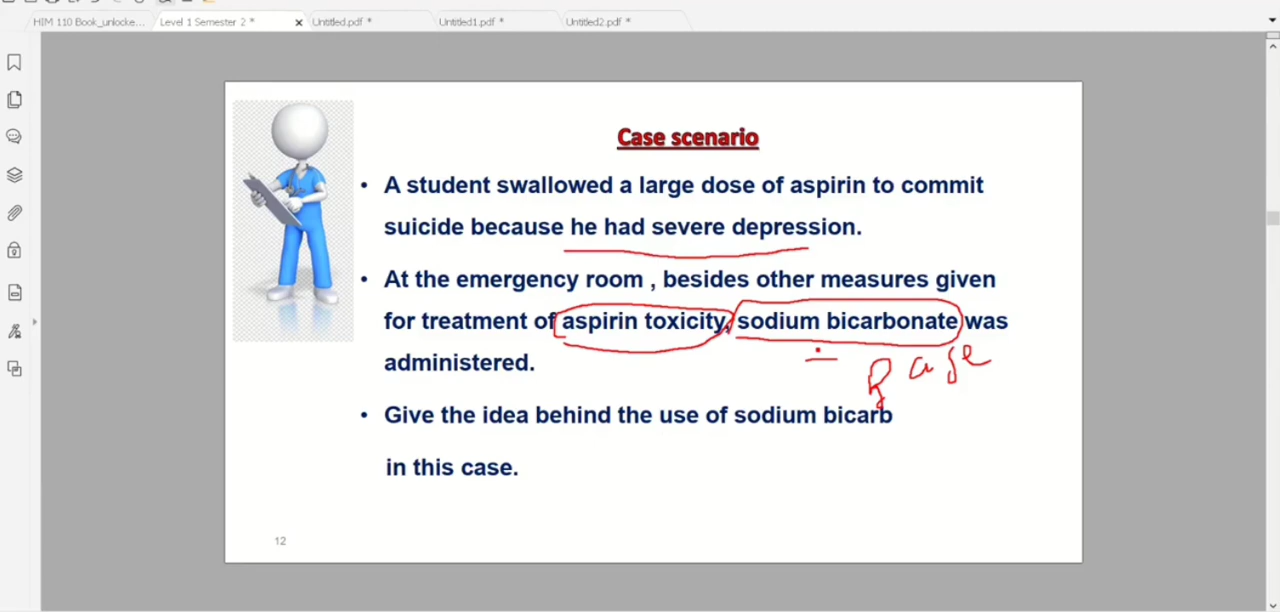 HIM 110 Book_unlocke...
Level 1 Semester 2 *
Untitled.pdf *
Untitled1.pdf *
Untitled2.pdf *
Case scenario
• A student swallowed a large dose of aspirin to commit
suicide because he had severe depression.
• At the emergency room , besides other measures given
for treatment of aspirin toxicity, sodium bicarbonate was
administered.
Base
• Give the idea behind the use of sodium bicarb
in this case.
12